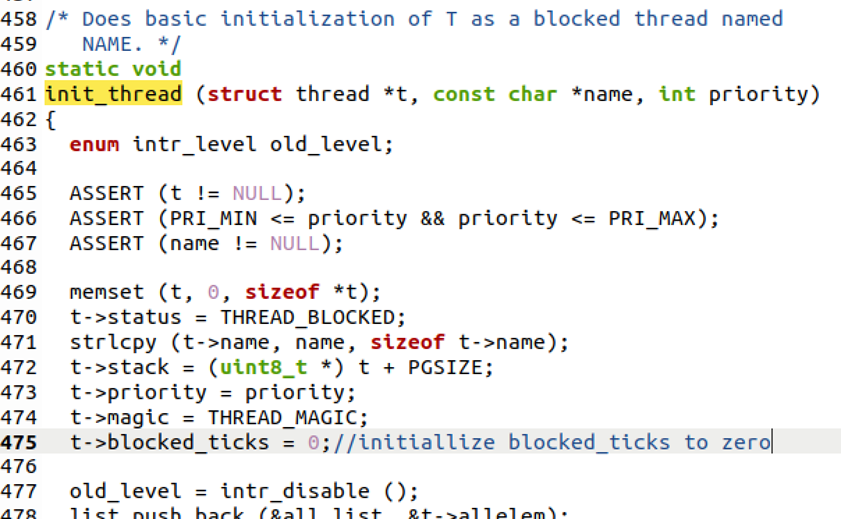 458 /* Does basic initialization of T as a blocked thread named
459    NAME. */
460 static void
461 init_thread (struct thread *t, const char *name, int priority)
462 {
463   enum intr_level old_level;
464
465   ASSERT (t != NULL);
466   ASSERT (PRI_MIN <= priority && priority <= PRI_MAX);
467   ASSERT (name != NULL);
468
469   memset (t, 0, sizeof *t);
470   t->status = THREAD_BLOCKED;
471   strlcpy (t->name, name, sizeof t->name);
472   t->stack = (uint8_t *) t + PGSIZE;
473   t->priority = priority;
474   t->magic = THREAD_MAGIC;
475   t->blocked_ticks = 0;//initiallize blocked_ticks to zero
476
477   old_level = intr_disable ();
478   list_push_back (&all_list, &t->allelem);